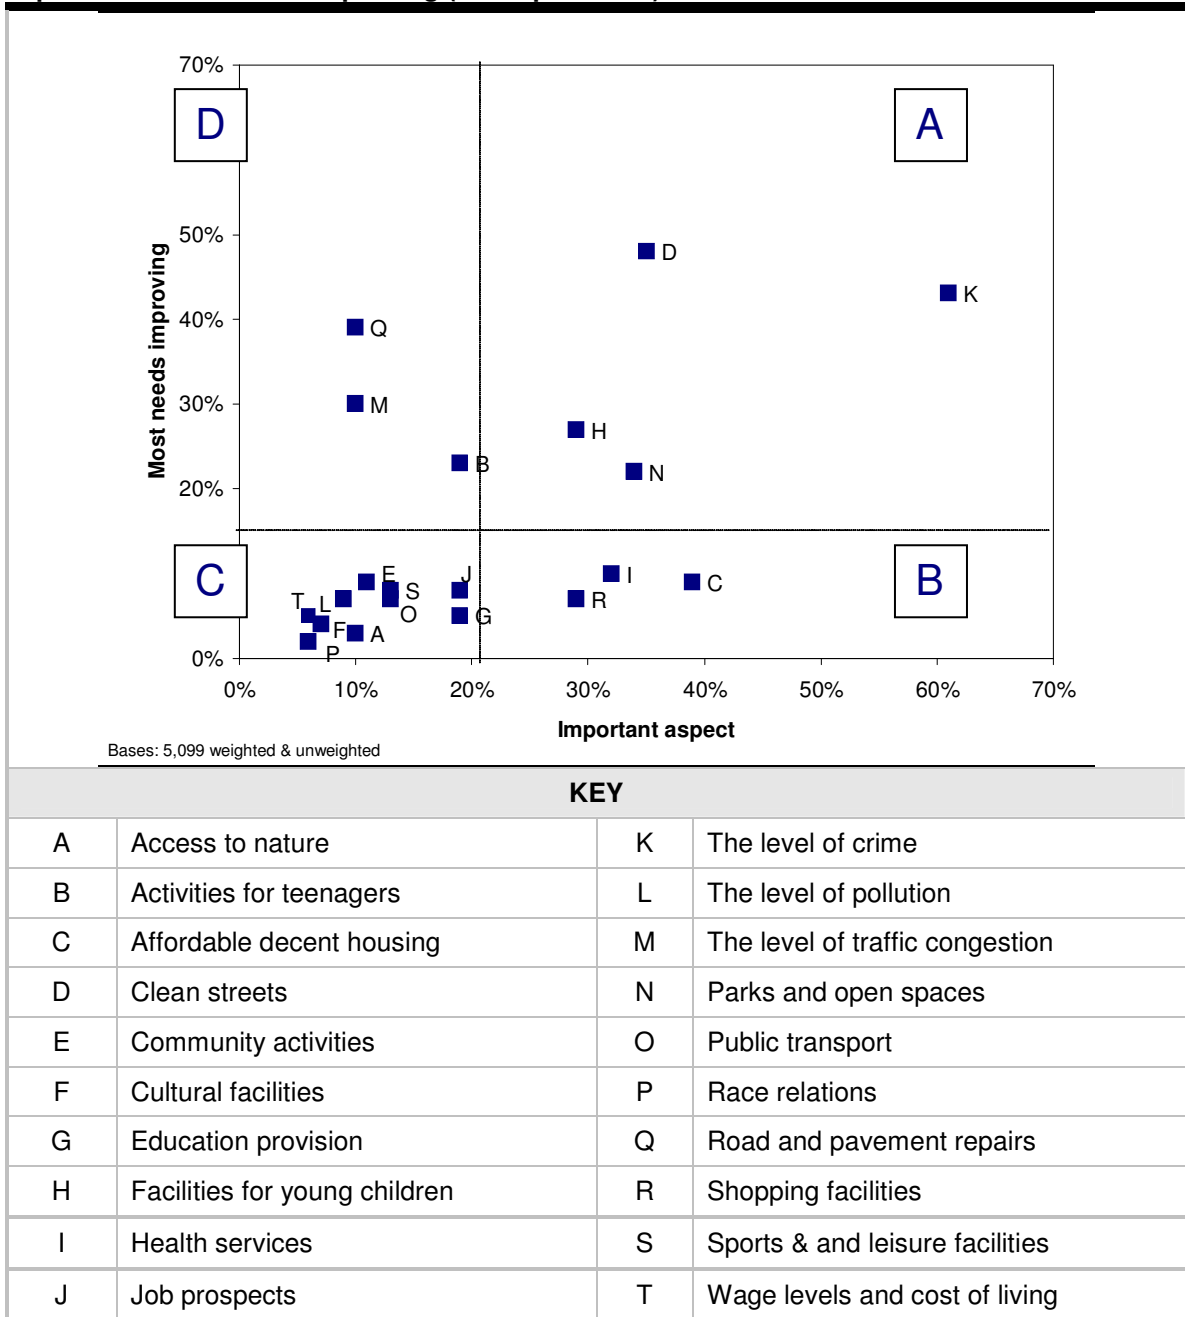 70%
D
A
50%
D
K
40%
Q
30%
M
H
B
N
20%
Most needs improving
C
B
E
J
I
C
S
T
L
R
O
G
F
A
P
0%
0% 10% 20% 30% 40% 50% 60% 70%
Important aspect
Bases: 5,099 weighted & unweighted
KEY
A Access to nature K The level of crime
B Activities for teenagers L The level of pollution
C Affordable decent housing M The level of traffic congestion
D Clean streets N Parks and open spaces
E Community activities O Public transport
F Cultural facilities P Race relations
G Education provision Q Road and pavement repairs
H Facilities for young children R Shopping facilities
I Health services S Sports & and leisure facilities
J Job prospects T Wage levels and cost of living